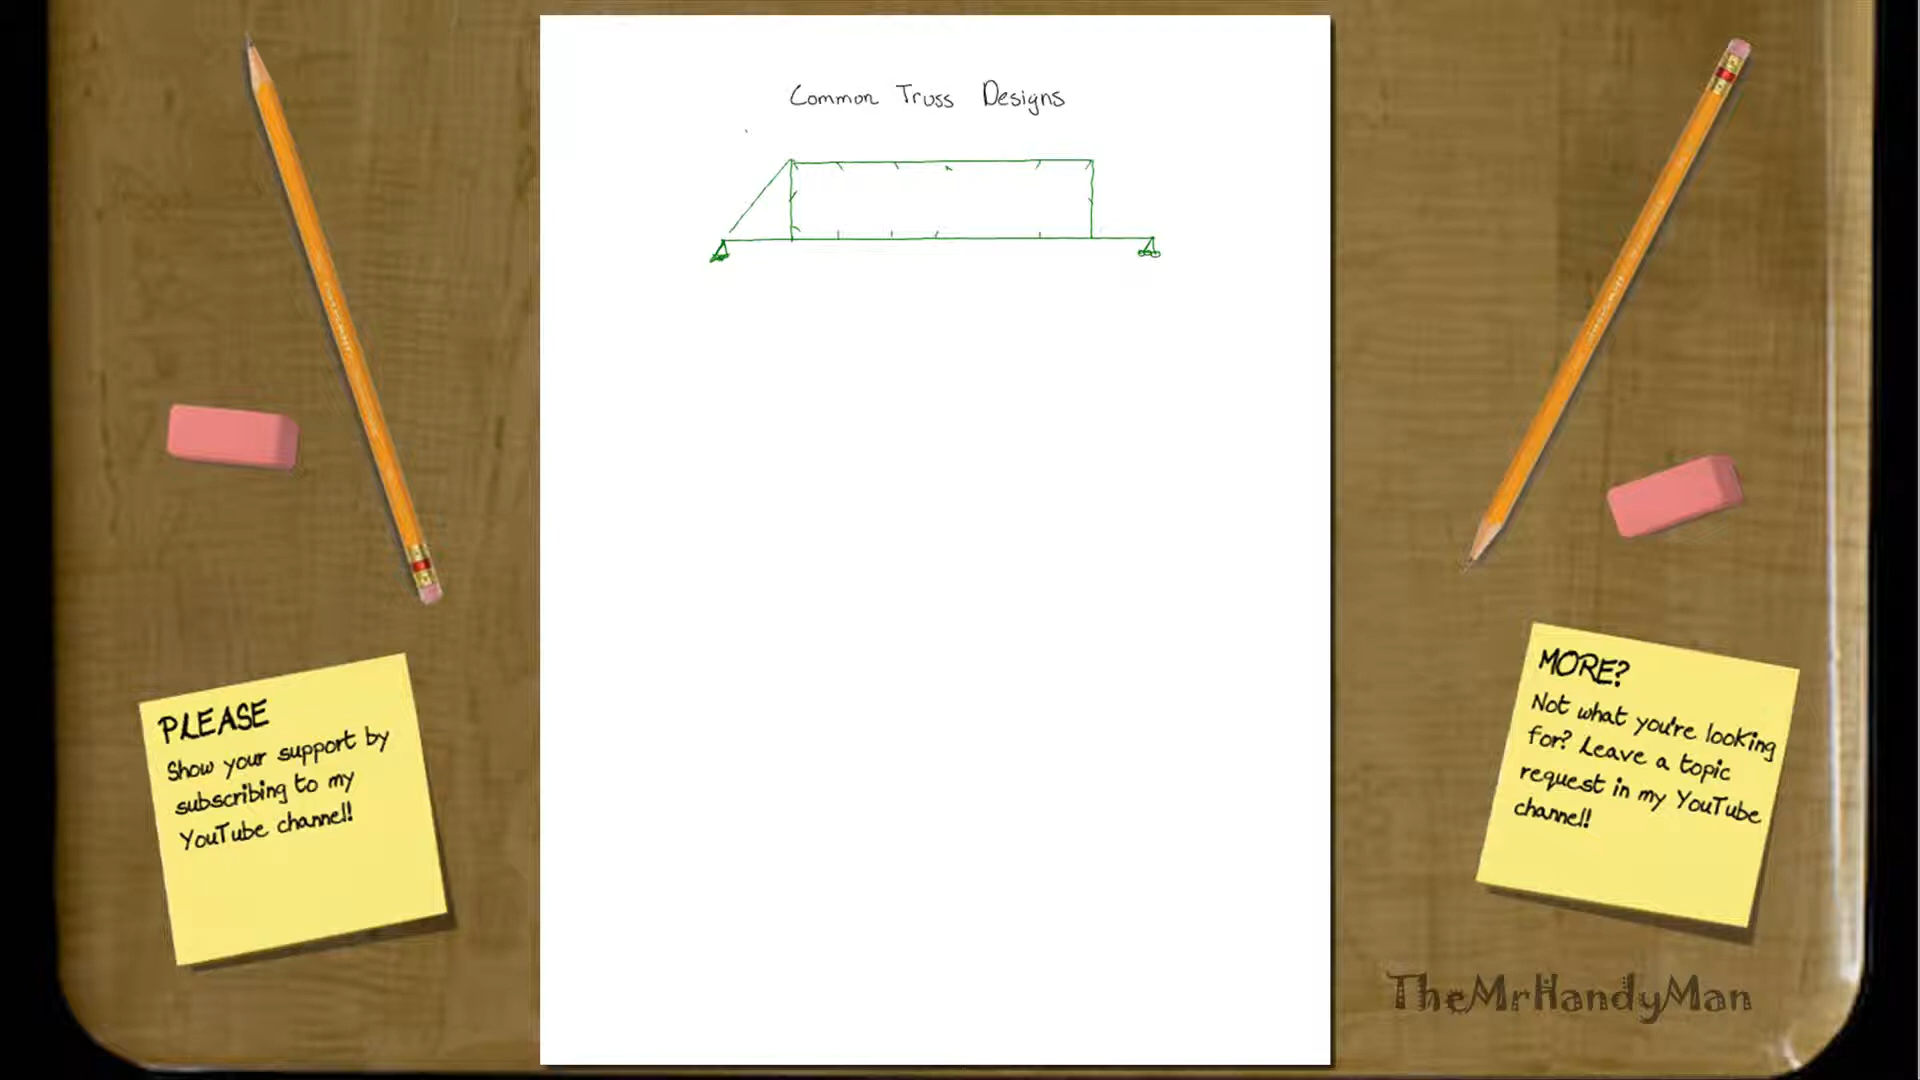 Common Truss Designs
PLEASE
Show your support by
subscribing to my
YouTube channel!
MORE?
Not what you're looking
for? Leave a topic
request in my YouTube
channel!
TheMrHandyMan